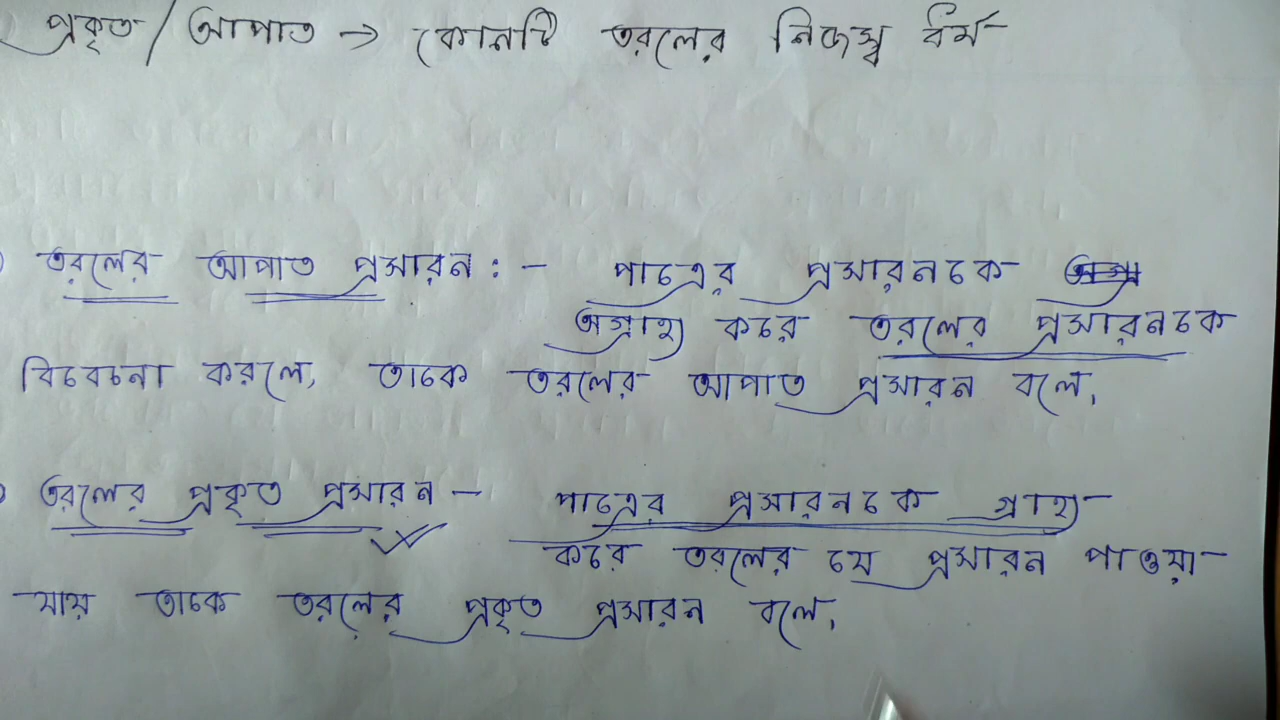 প্রকৃত / আপাত → কোনটি তরলের নিজস্ব ধর্ম
তরলের আপাত প্রসারন : - পাত্রের প্রসারনকে
অগ্রাহ্য করে তরলের প্রসারনকে
বিবেচনা করলে, তাকে তরলের আপাত প্রসারন বলে,
তরলের প্রকৃত প্রসারন - পাত্রের প্রসারনকে গ্রাহ্য
করে তরলের যে প্রসারন পাওয়া
যায় তাকে তরলের প্রকৃত প্রসারন বলে,